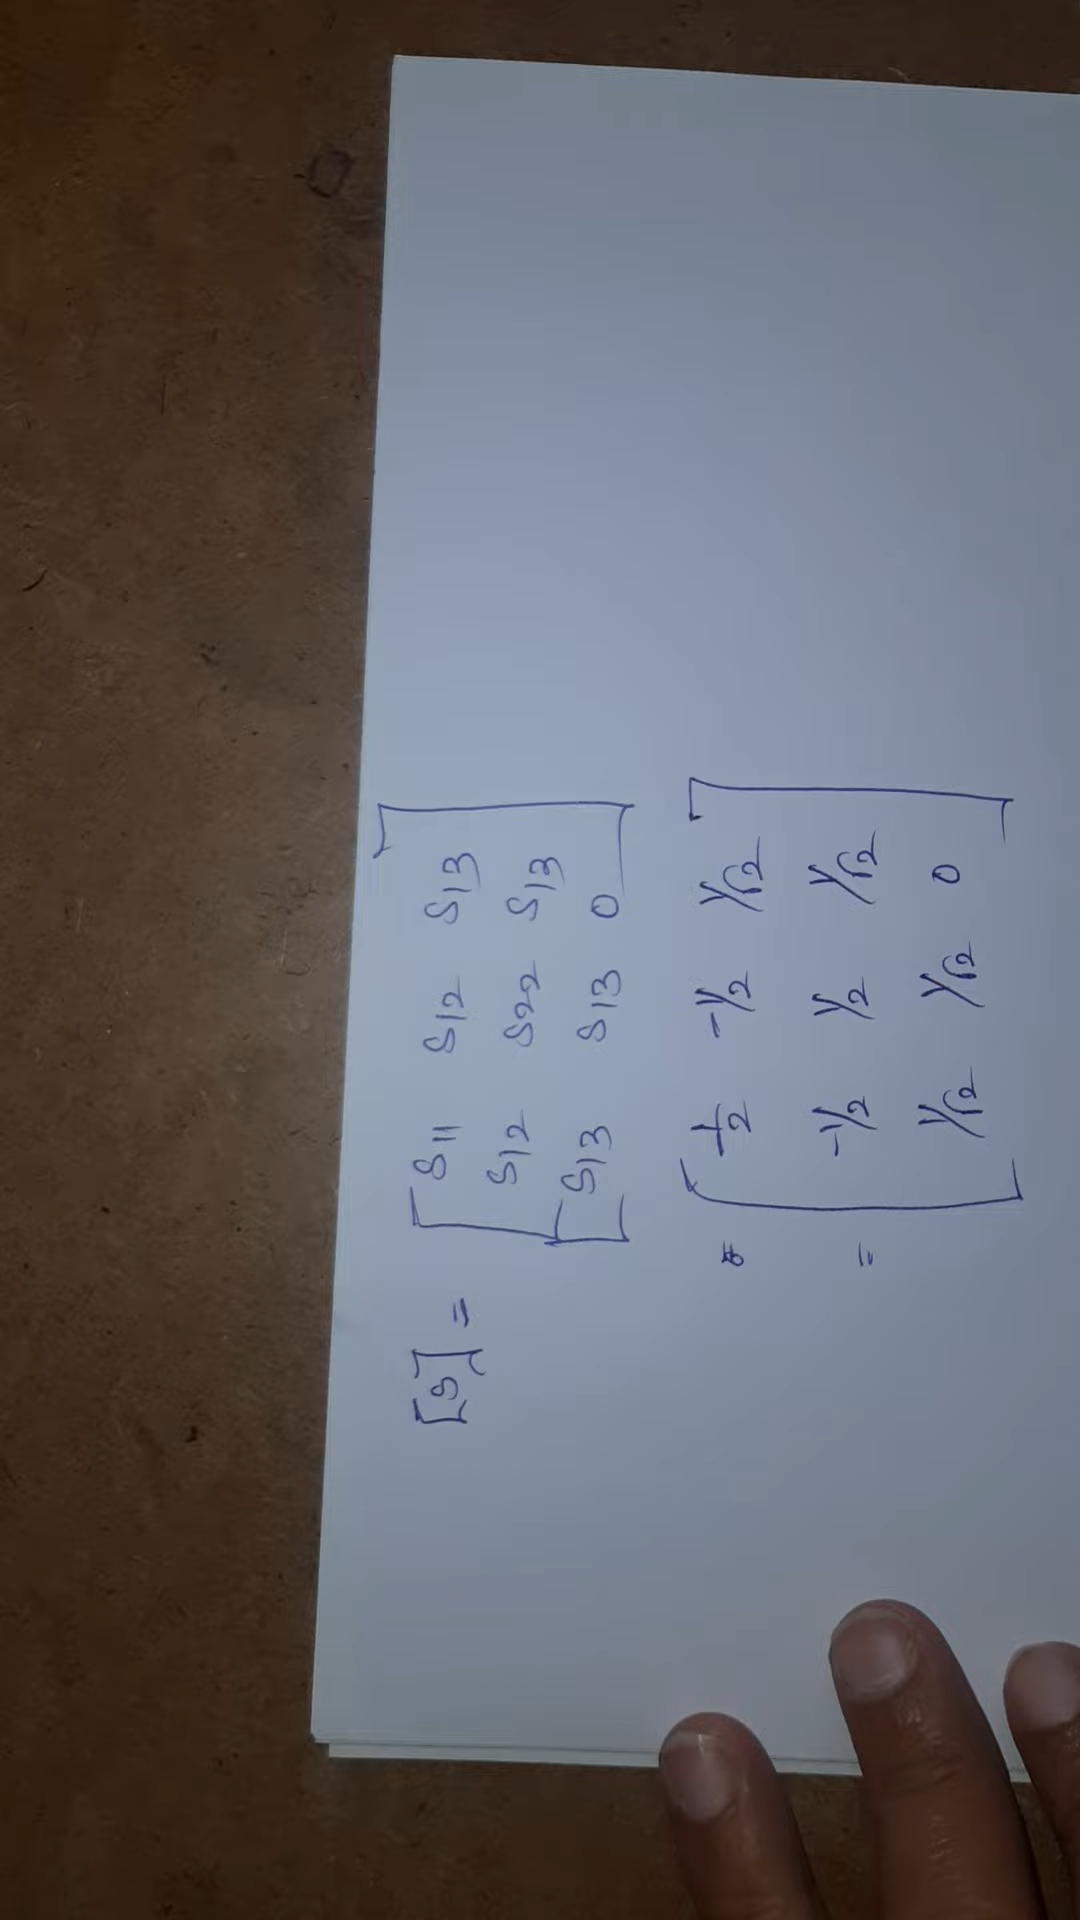 [S] = [ S11 S12 S13
S12 S22 S13
S13 S13 0 ]
= [ 1/2 -1/2 1/√2
= -1/2 1/2 1/√2
1/√2 1/√2 0 ]